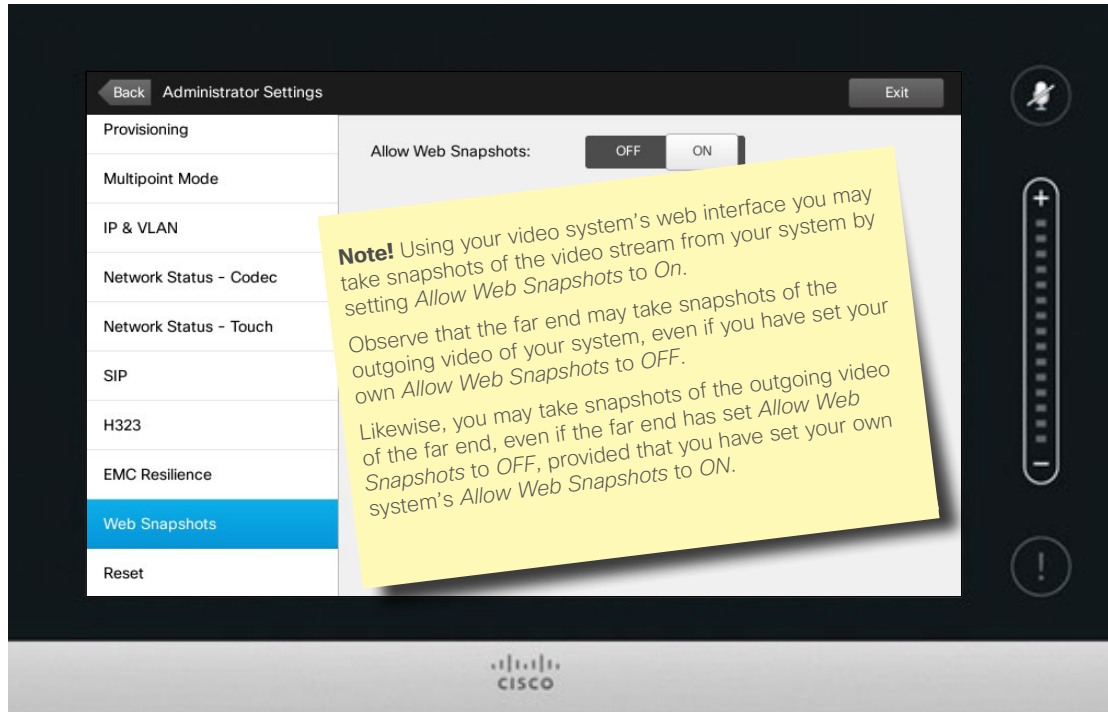 Back Administrator Settings Exit
Provisioning
Allow Web Snapshots: OFF ON
Multipoint Mode
IP & VLAN
Network Status - Codec
Network Status - Touch
SIP
H323
EMC Resilience
Web Snapshots
Reset
Note! Using your video system's web interface you may
take snapshots of the video stream from your system by
setting Allow Web Snapshots to On.
Observe that the far end may take snapshots of the
outgoing video of your system, even if you have set your
own Allow Web Snapshots to OFF.
Likewise, you may take snapshots of the outgoing video
of the far end, even if the far end has set Allow Web
Snapshots to OFF, provided that you have set your own
system's Allow Web Snapshots to ON.
+
−
!
CISCO